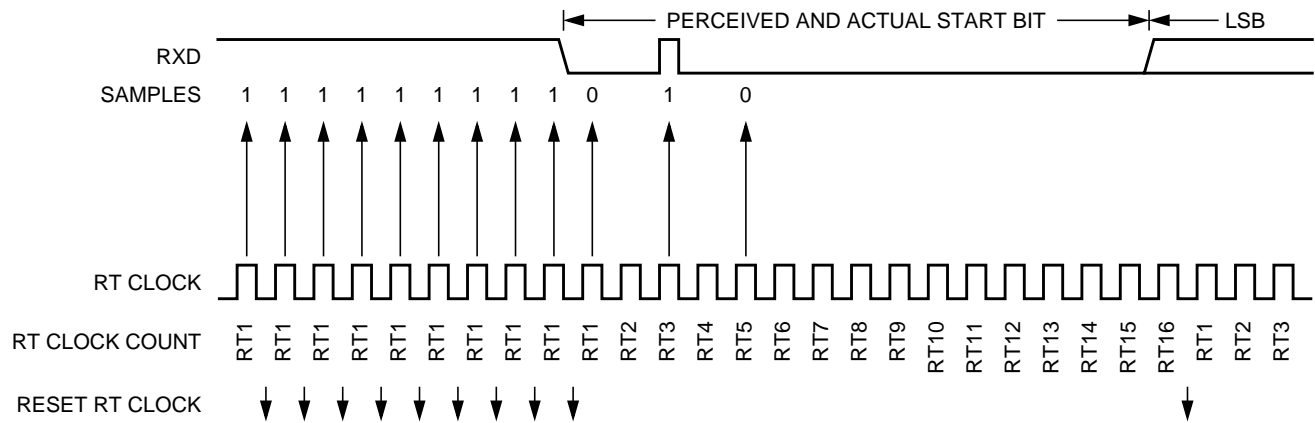 PERCEIVED AND ACTUAL START BIT LSB
RXD
SAMPLES 1 1 1 1 1 1 1 1 1 0 1 0
RT CLOCK
RT CLOCK COUNT RT1 RT1 RT1 RT1 RT1 RT1 RT1 RT1 RT1 RT1 RT2 RT3 RT4 RT5 RT6 RT7 RT8 RT9 RT10 RT11 RT12 RT13 RT14 RT15 RT16 RT1 RT2 RT3
RESET RT CLOCK